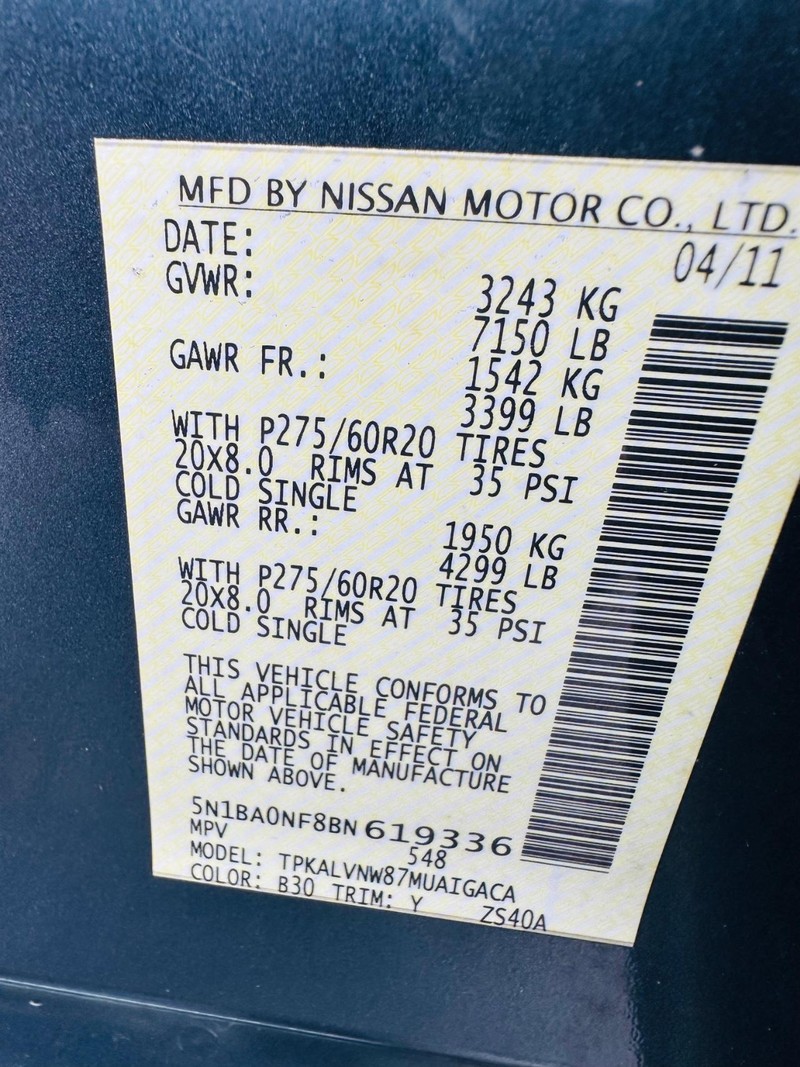 MFD BY NISSAN MOTOR CO., LTD.
DATE: 04/11
GVWR: 3243 KG
7150 LB
GAWR FR.: 1542 KG
3399 LB
WITH P275/60R20 TIRES
20X8.0 RIMS AT 35 PSI
COLD SINGLE
GAWR RR.: 1950 KG
4299 LB
WITH P275/60R20 TIRES
20X8.0 RIMS AT 35 PSI
COLD SINGLE
THIS VEHICLE CONFORMS TO
ALL APPLICABLE FEDERAL
MOTOR VEHICLE SAFETY
STANDARDS IN EFFECT ON
THE DATE OF MANUFACTURE
SHOWN ABOVE.
5N1BA0NF8BN619336
MPV 548
MODEL: TPKALVNW87MUAIGACA
COLOR: B30 TRIM: Y ZS40A